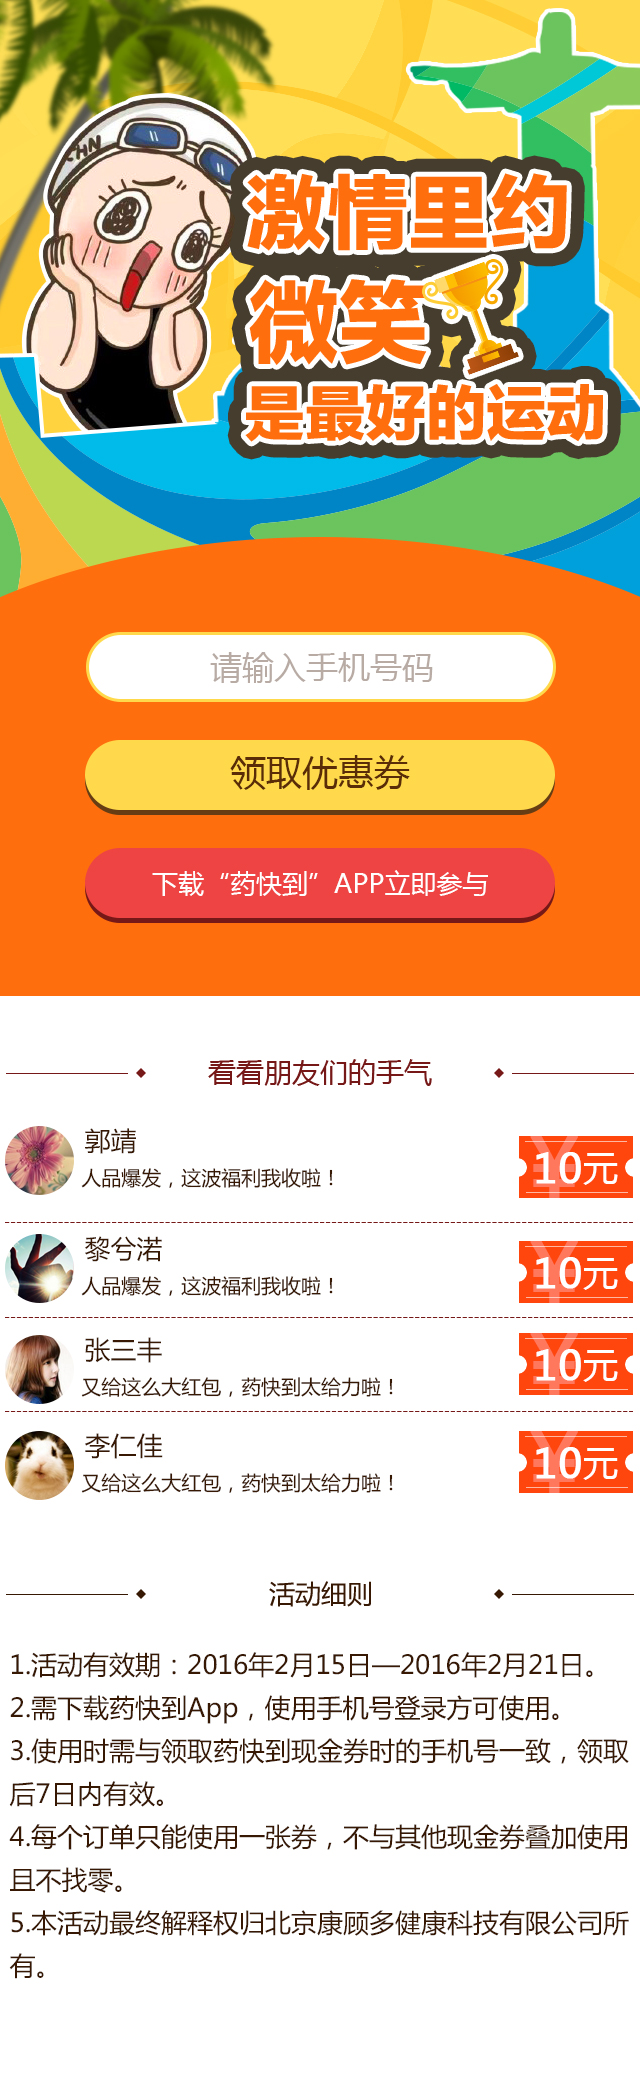 CHN
激情里约
微笑
是最好的运动
请输入手机号码
领取优惠券
下载“药快到”APP立即参与
看看朋友们的手气
郭靖
人品爆发，这波福利我收啦！
¥10元
黎兮渃
人品爆发，这波福利我收啦！
¥10元
张三丰
又给这么大红包，药快到太给力啦！
¥10元
李仁佳
又给这么大红包，药快到太给力啦！
¥10元
活动细则
1.活动有效期：2016年2月15日—2016年2月21日。
2.需下载药快到App，使用手机号登录方可使用。
3.使用时需与领取药快到现金券时的手机号一致，领取
后7日内有效。
4.每个订单只能使用一张券，不与其他现金券叠加使用
且不找零。
5.本活动最终解释权归北京康顾多健康科技有限公司所
有。